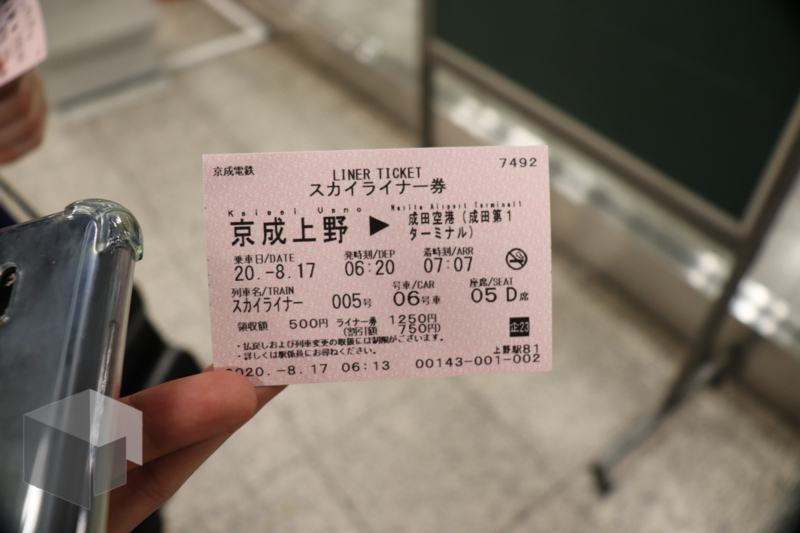 京成電鉄
7492
LINER TICKET
スカイライナー券
Keisei Ueno
Narita Airport Terminal1
京成上野 ▶ 成田空港(成田第1
ターミナル)
乗車日/DATE 発時刻/DEP 着時刻/ARR
20.-8.17 06:20 07:07
列車名/TRAIN 号車/CAR 座席/SEAT
スカイライナー 005号 06号車 05 D席
領収額 500円 ライナー券 1250円
(割引額 750円)
・払戻しおよび列車変更の取扱には制限がございます。
・詳しくは駅係員にお尋ねください。
上野駅81
2020.-8.17 06:13 00143-001-002